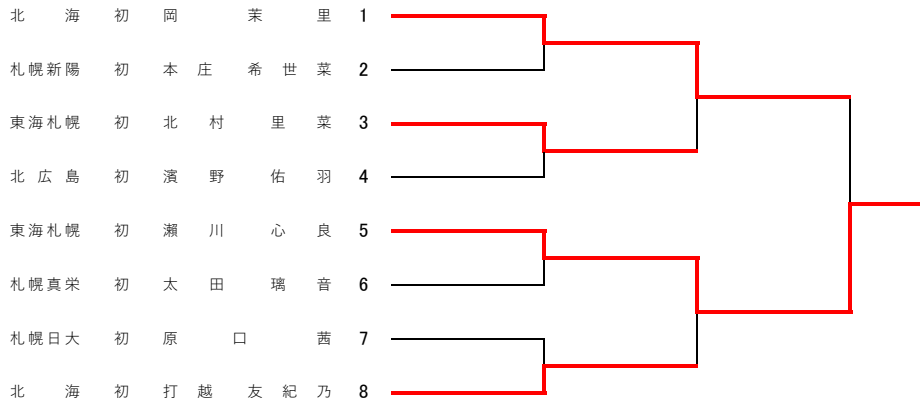 北海 初 岡 茉里 1
札幌新陽 初 本庄 希世菜 2
東海札幌 初 北村 里菜 3
北広島 初 濱野 佑羽 4
東海札幌 初 瀬川 心良 5
札幌真栄 初 太田 璃音 6
札幌日大 初 原口 茜 7
北海 初 打越 友紀乃 8